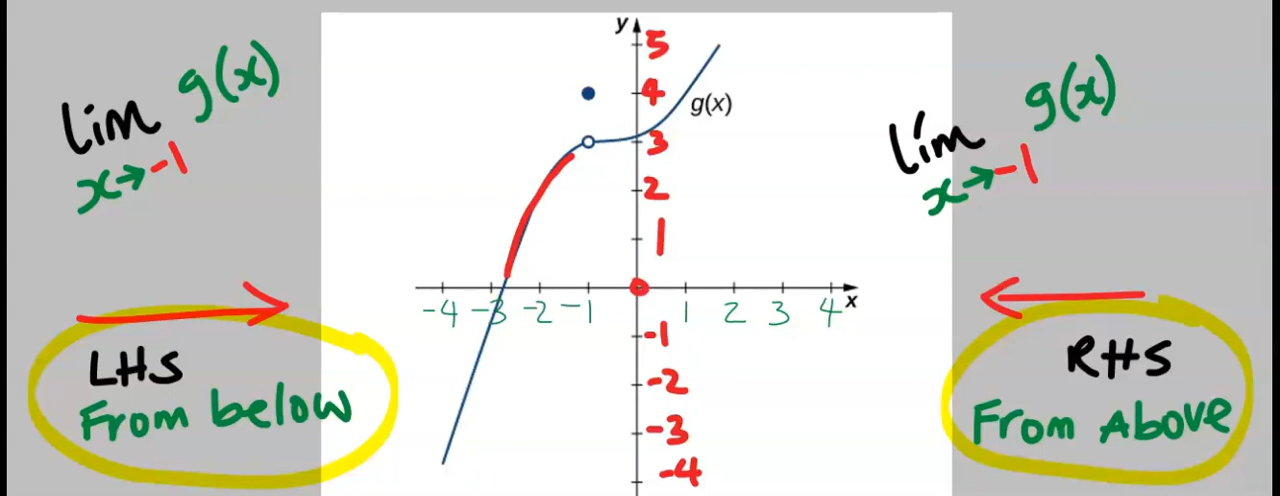 lim g(x)
x→-1
LHS
From below
y
5
4
3
2
1
g(x)
-4 -3 -2 -1 1 2 3 4 x
-1
-2
-3
-4
lim g(x)
x→-1
RHS
From Above